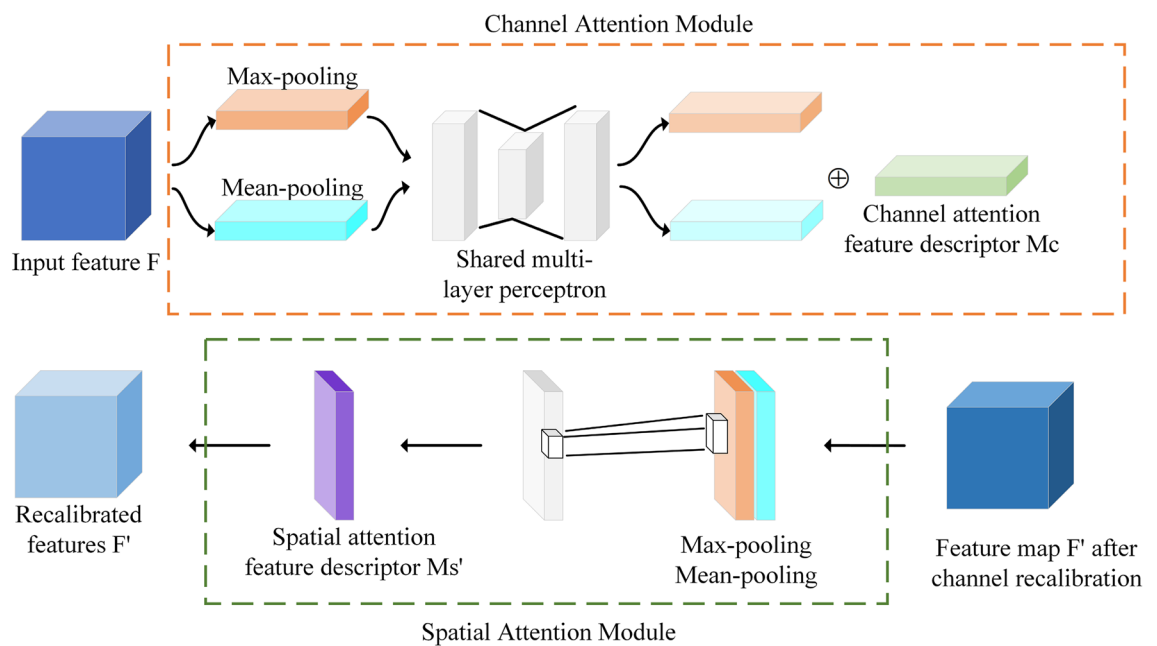 Channel Attention Module
Max-pooling
Mean-pooling
Input feature F
Shared multi-
layer perceptron
Channel attention
feature descriptor Mc
Recalibrated
features F'
Spatial attention
feature descriptor Ms'
Max-pooling
Mean-pooling
Feature map F' after
channel recalibration
Spatial Attention Module